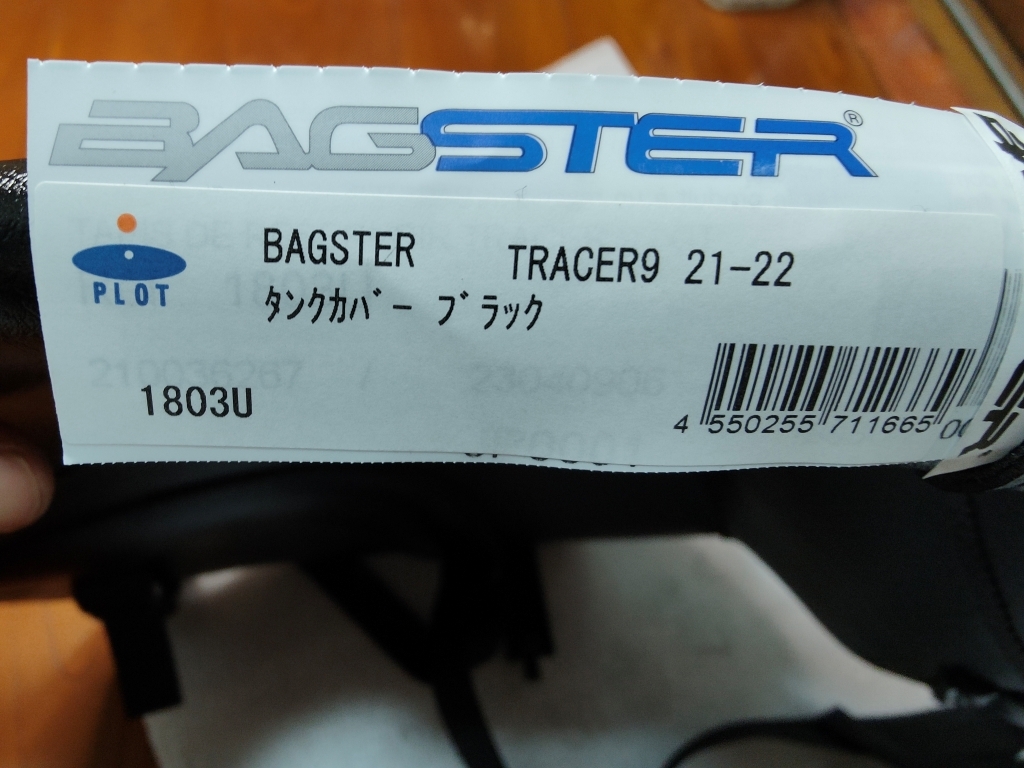 BAGSTER®
BAGSTER TRACER9 21-22
PLOT
ﾀﾝｸｶﾊﾞｰ ﾌﾞﾗｯｸ
1803U
4 550255 711665